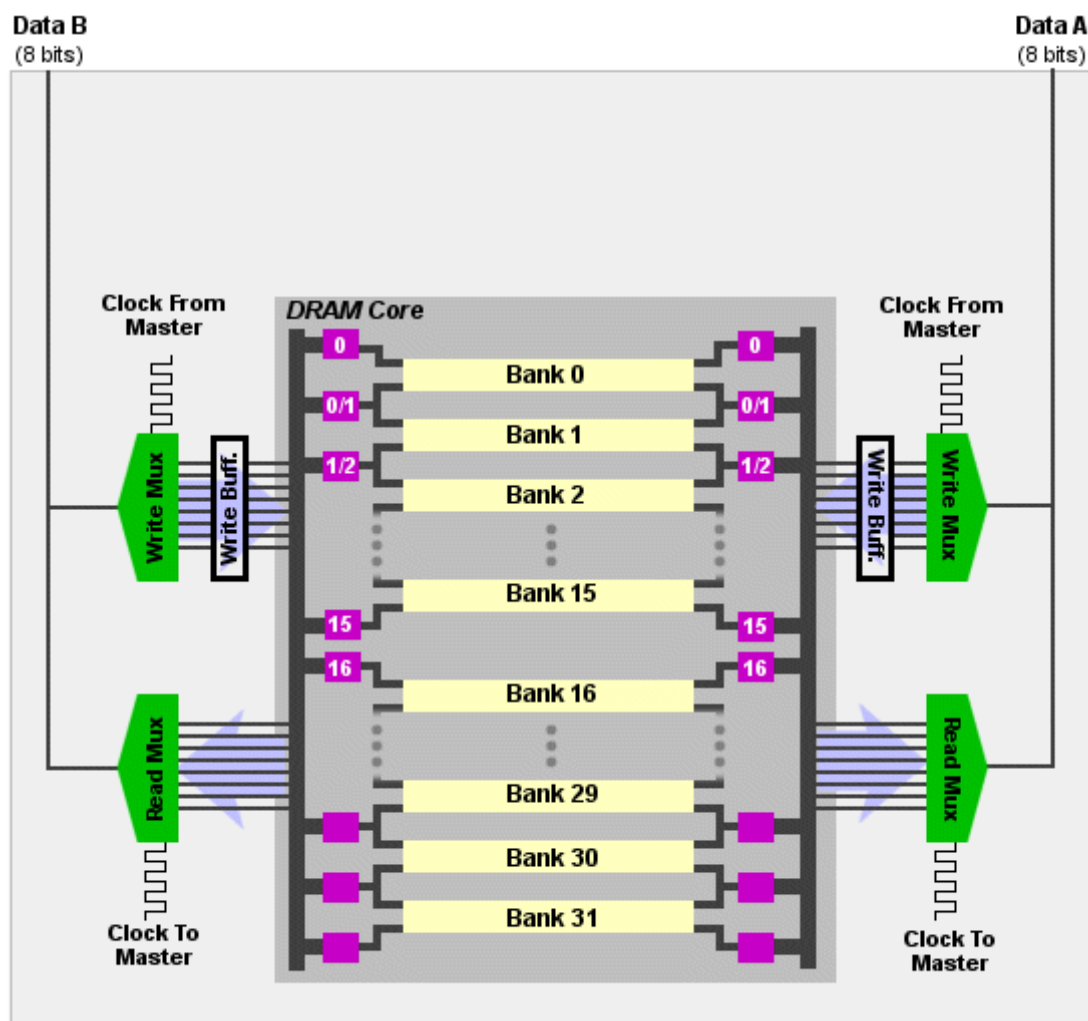 Data B
(8 bits)
Data A
(8 bits)
Clock From
Master
DRAM Core
Clock From
Master
0
0
Bank 0
0/1
0/1
Bank 1
1/2
1/2
Bank 2
Write Mux
Write Buff.
Write Buff.
Write Mux
Bank 15
15
15
16
16
Bank 16
Read Mux
Read Mux
Bank 29
Bank 30
Bank 31
Clock To
Master
Clock To
Master